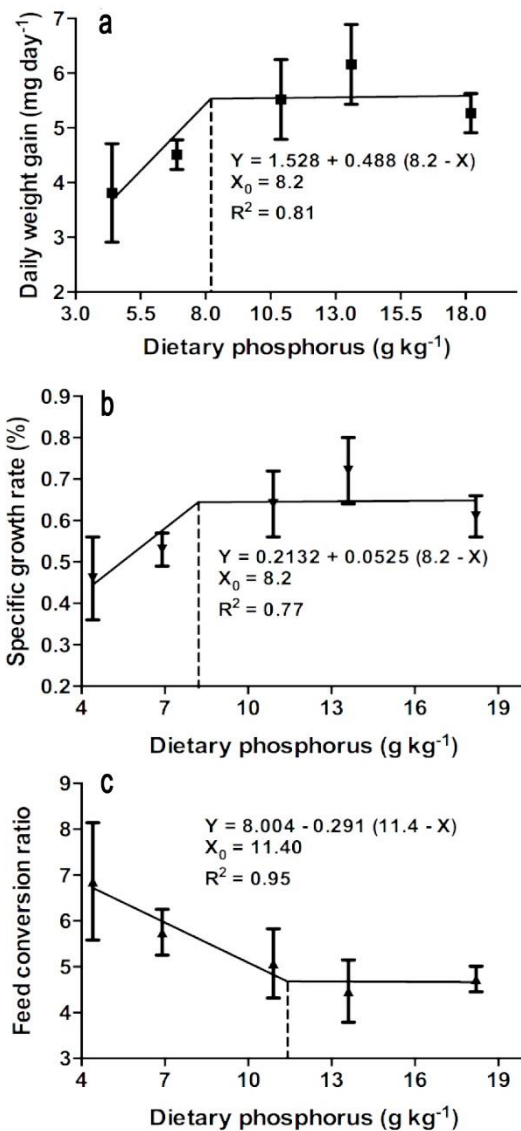 a
7
6
5
4
3
2
Daily weight gain (mg day⁻¹)
Y = 1.528 + 0.488 (8.2 - X)
X₀ = 8.2
R² = 0.81
3.0 5.5 8.0 10.5 13.0 15.5 18.0
Dietary phosphorus (g kg⁻¹)
b
0.9
0.8
0.7
0.6
0.5
0.4
0.3
0.2
Specific growth rate (%)
Y = 0.2132 + 0.0525 (8.2 - X)
X₀ = 8.2
R² = 0.77
4 7 10 13 16 19
Dietary phosphorus (g kg⁻¹)
c
9
8
7
6
5
4
3
Feed conversion ratio
Y = 8.004 - 0.291 (11.4 - X)
X₀ = 11.40
R² = 0.95
4 7 10 13 16 19
Dietary phosphorus (g kg⁻¹)